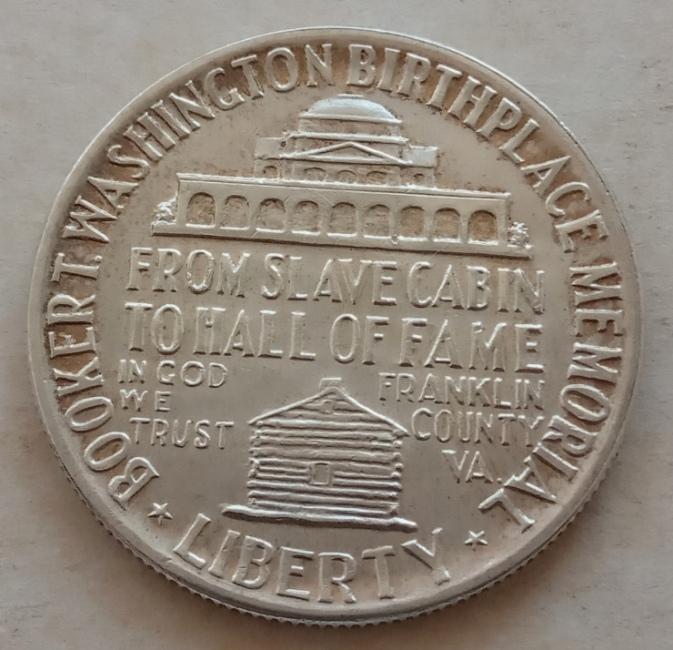 BOOKER T. WASHINGTON BIRTHPLACE MEMORIAL
FROM SLAVE CABIN
TO HALL OF FAME
IN GOD
WE
TRUST
FRANKLIN
COUNTY
VA.
LIBERTY